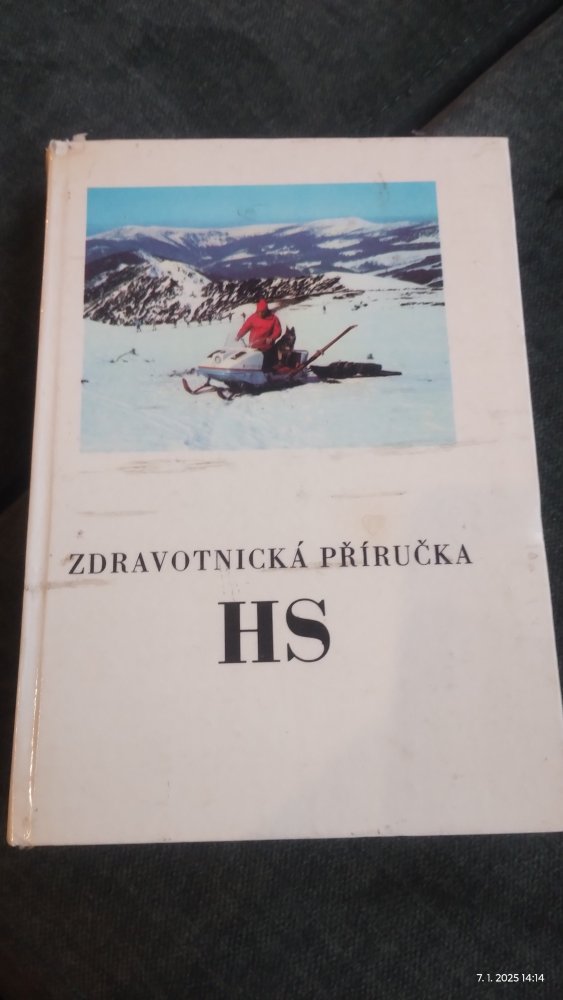 ZDRAVOTNICKÁ PŘÍRUČKA
HS
7. 1. 2025 14:14